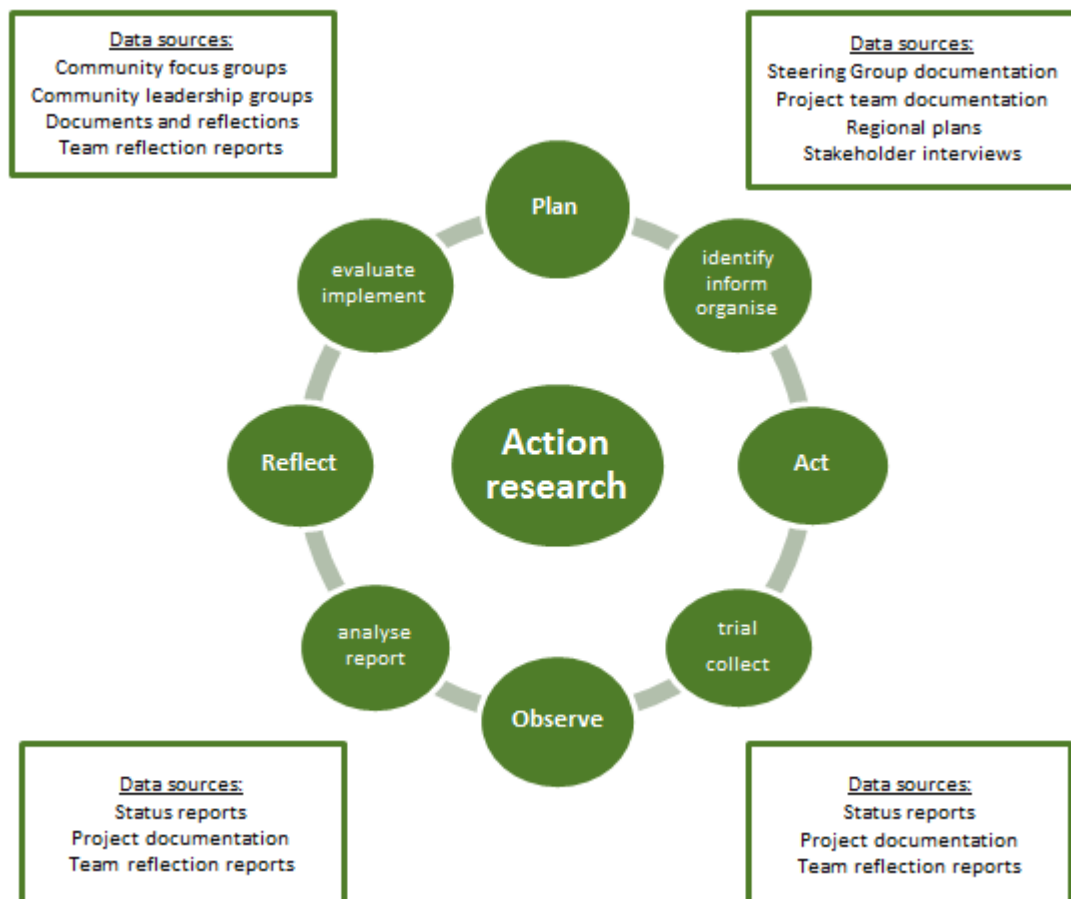 Data sources:
Community focus groups
Community leadership groups
Documents and reflections
Team reflection reports
Data sources:
Steering Group documentation
Project team documentation
Regional plans
Stakeholder interviews
Plan
evaluate
implement
identify
inform
organise
Reflect
Action
research
Act
analyse
report
trial
collect
Observe
Data sources:
Status reports
Project documentation
Team reflection reports
Data sources:
Status reports
Project documentation
Team reflection reports